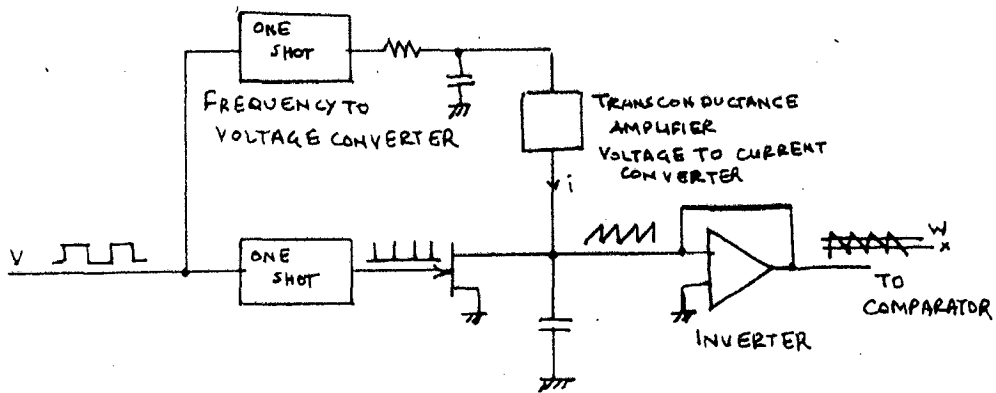 ONE
SHOT
FREQUENCY TO
VOLTAGE CONVERTER
TRANSCONDUCTANCE
AMPLIFIER
VOLTAGE TO CURRENT
CONVERTER
i
V
ONE
SHOT
W
x
TO
COMPARATOR
INVERTER